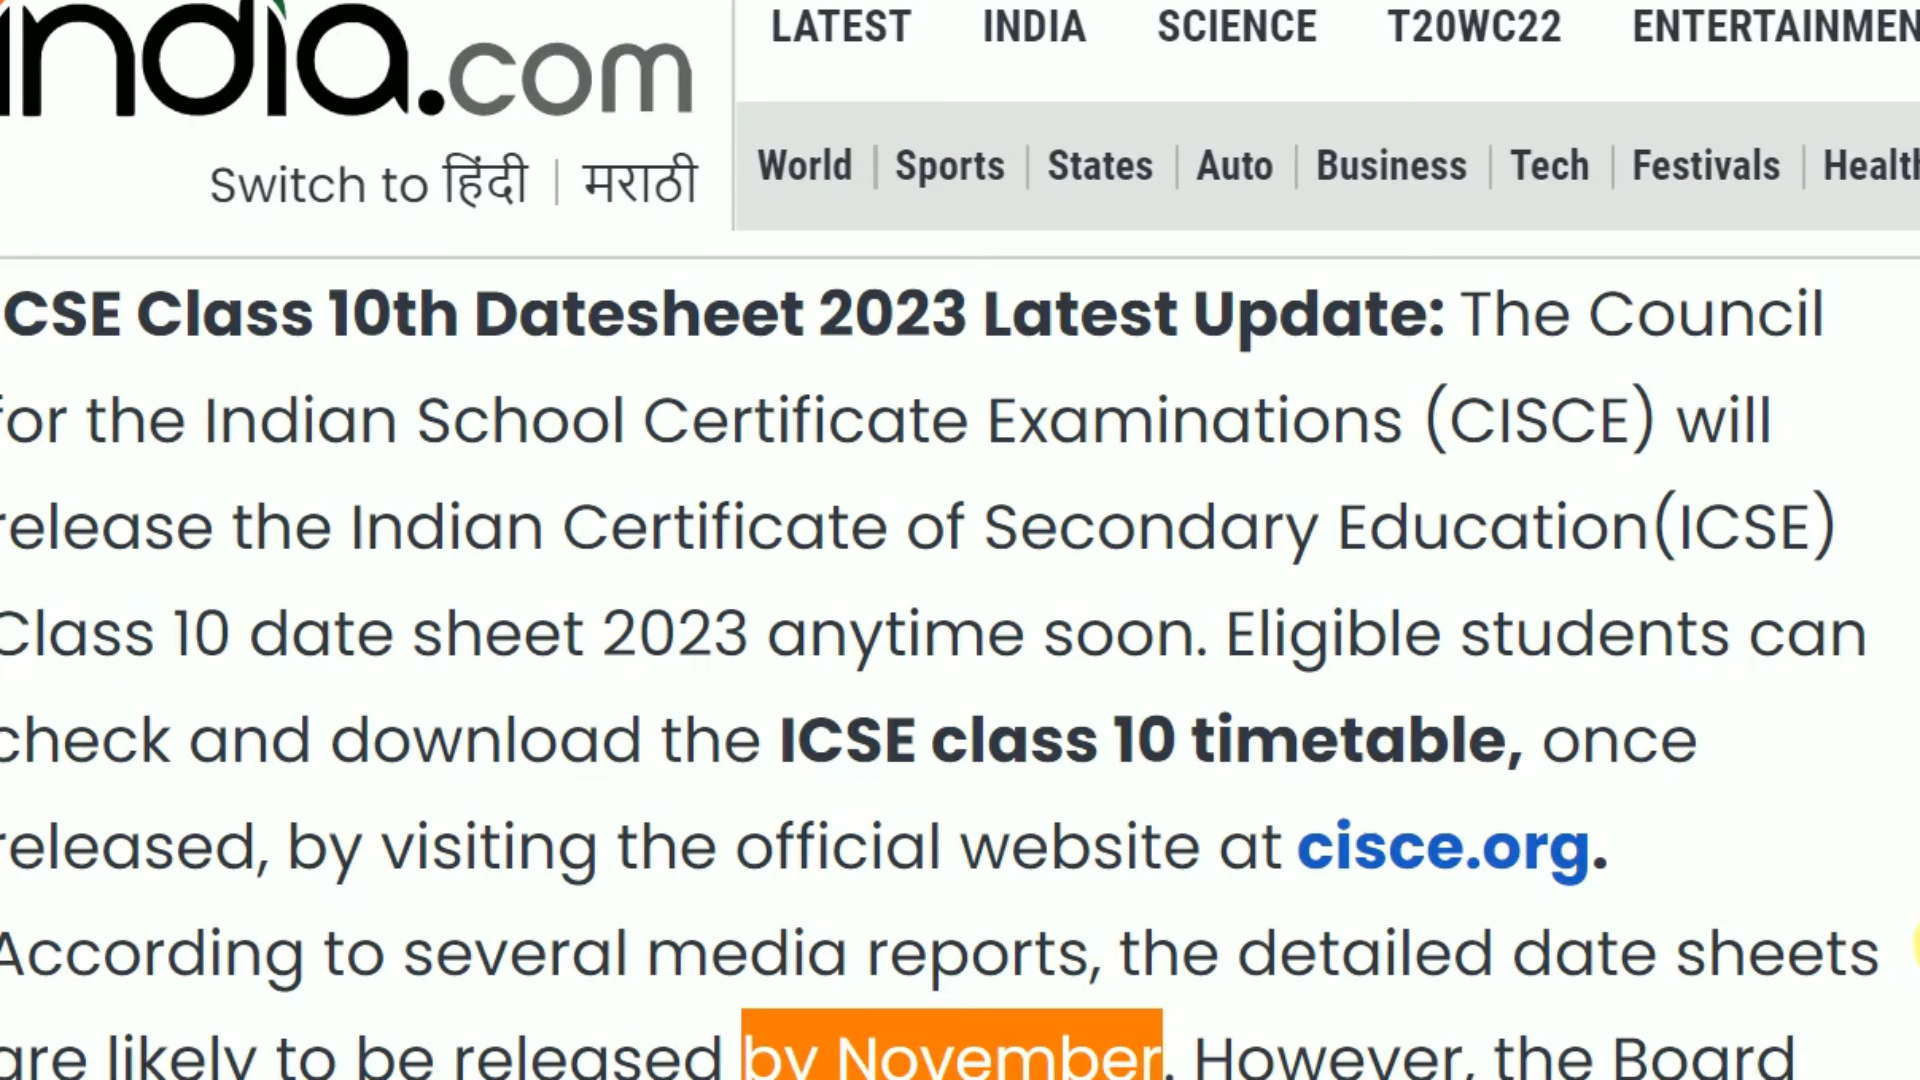 india.com
LATEST INDIA SCIENCE T20WC22 ENTERTAINMEN
Switch to हिंदी | मराठी
World | Sports | States | Auto | Business | Tech | Festivals | Health
CSE Class 10th Datesheet 2023 Latest Update: The Council
for the Indian School Certificate Examinations (CISCE) will
release the Indian Certificate of Secondary Education(ICSE)
Class 10 date sheet 2023 anytime soon. Eligible students can
check and download the ICSE class 10 timetable, once
released, by visiting the official website at cisce.org.
According to several media reports, the detailed date sheets
are likely to be released by November. However, the Board